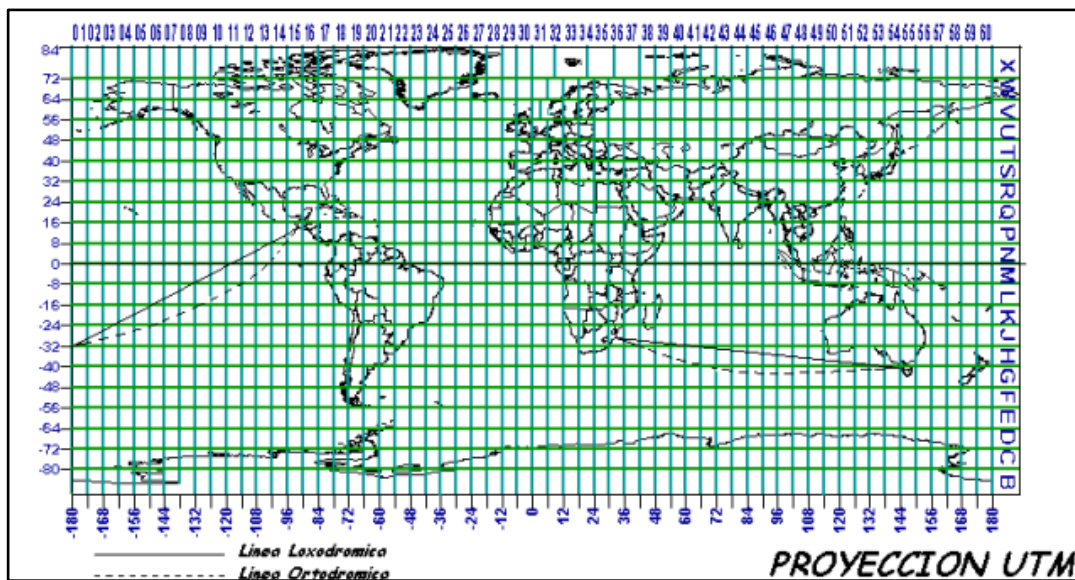 01 02 03 04 05 06 07 08 09 10 11 12 13 14 15 16 17 18 19 20 21 22 23 24 25 26 27 28 29 30 31 32 33 34 35 36 37 38 39 40 41 42 43 44 45 46 47 48 49 50 51 52 53 54 55 56 57 58 59 60
84
72
64
56
48
40
32
24
16
8
0
-8
-16
-24
-32
-40
-48
-56
-64
-72
-80
X
W
V
U
T
S
R
Q
P
N
M
L
K
J
H
G
F
E
D
C
B
-180 -168 -156 -144 -132 -120 -108 -96 -84 -72 -60 -48 -36 -24 -12 0 12 24 36 48 60 72 84 96 108 120 132 144 156 168 180
Linea Loxodromica
Linea Ortodromica
PROYECCION UTM